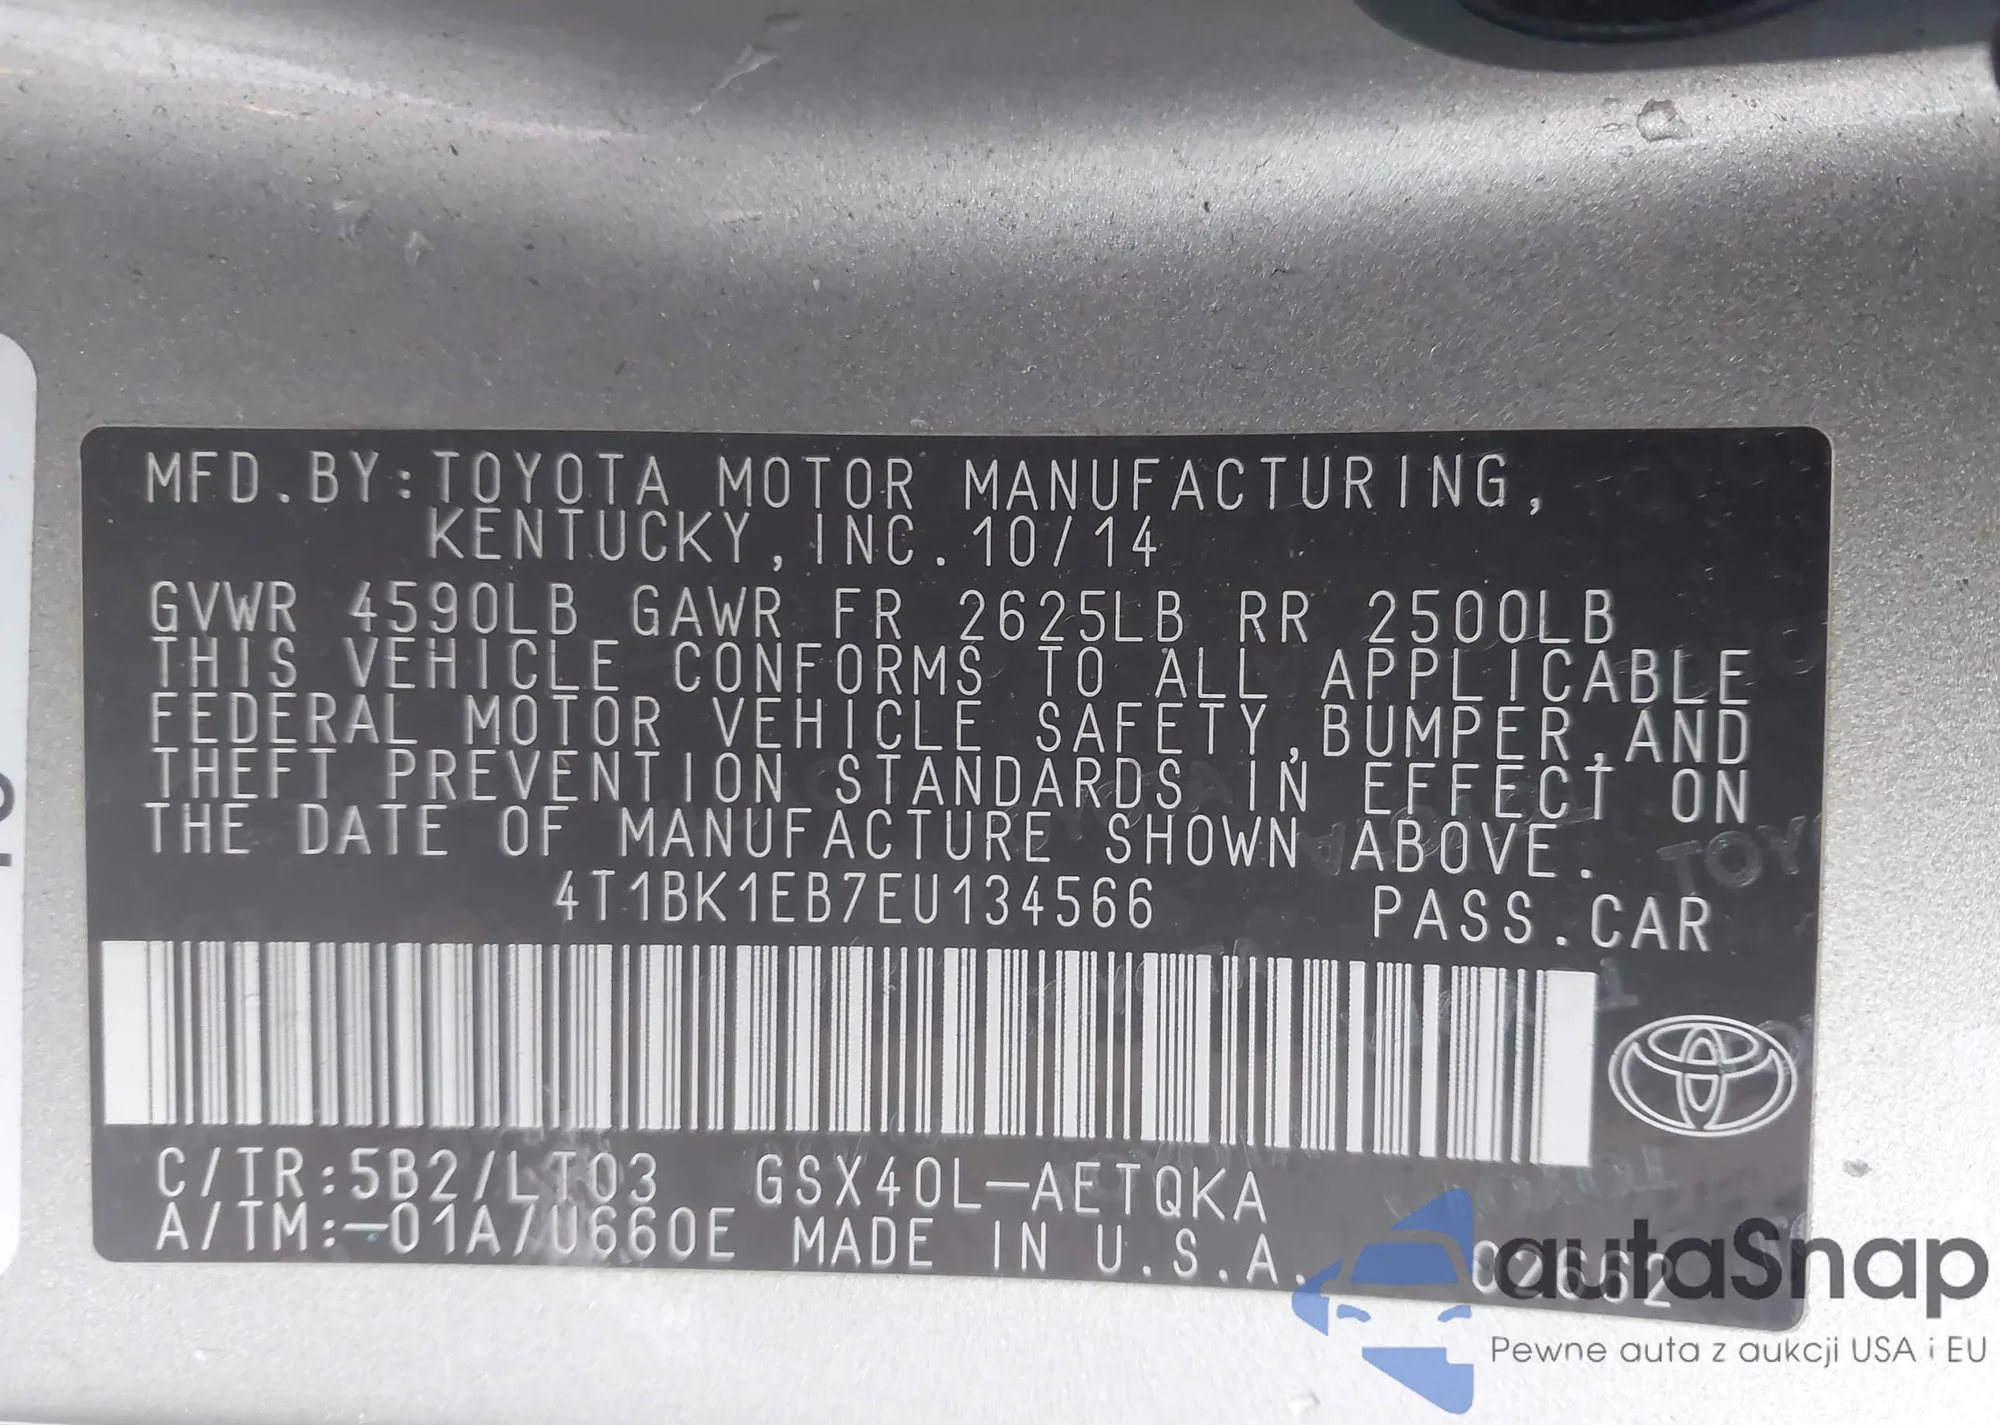 MFD.BY:TOYOTA MOTOR MANUFACTURING,
KENTUCKY,INC.10/14
GVWR 4590LB GAWR FR 2625LB RR 2500LB
THIS VEHICLE CONFORMS TO ALL APPLICABLE
FEDERAL MOTOR VEHICLE SAFETY,BUMPER,AND
THEFT PREVENTION STANDARDS IN EFFECT ON
THE DATE OF MANUFACTURE SHOWN ABOVE.
4T1BK1EB7EU134566 PASS.CAR
C/TR:5B2/LT03 GSX40L-AETQKA
A/TM:-01A/U660E MADE IN U.S.A. 02662
autaSnap
Pewne auta z aukcji USA i EU